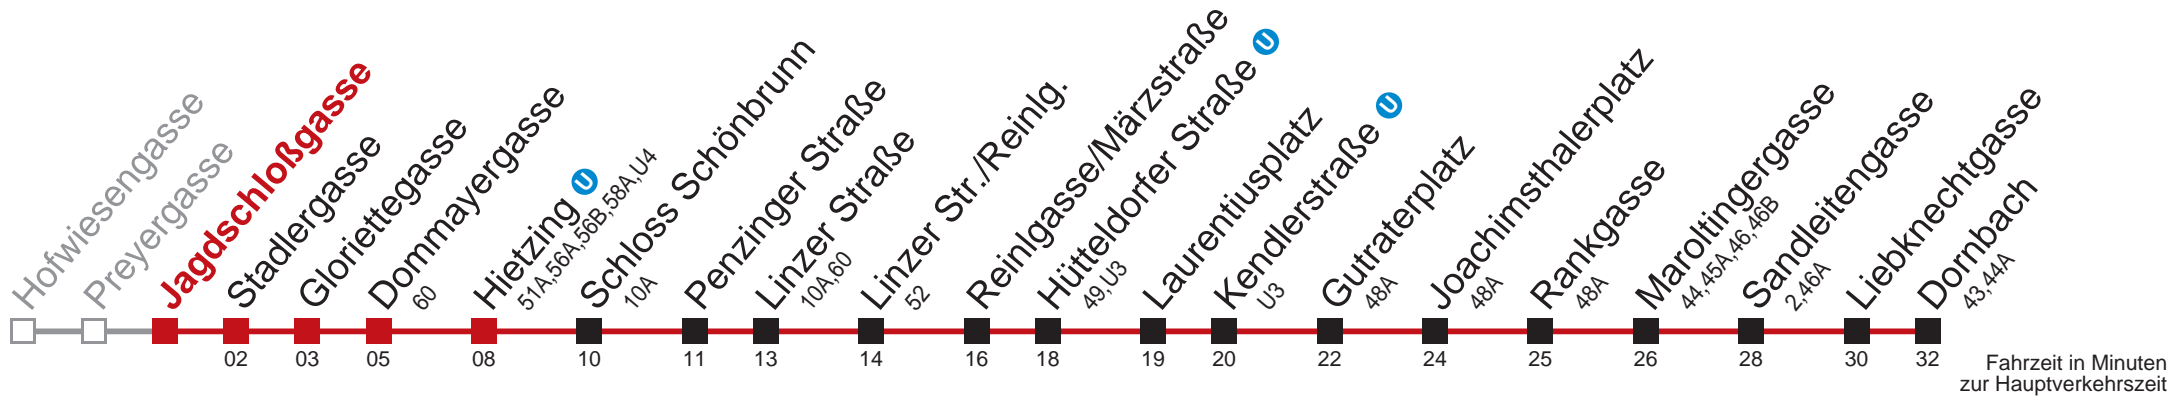 Hofwiesengasse
Preyergasse
Jagdschloßgasse
Stadlergasse
02
Gloriettegasse
03
Dommayergasse
60
05
Hietzing U
51A,56A,56B,58A,U4
08
Schloss Schönbrunn
10A
10
Penzinger Straße
11
Linzer Straße
10A,60
13
Linzer Str./Reinlg.
52
14
Reinlgasse/Märzstraße
16
Hütteldorfer Straße U
49,U3
18
Laurentiusplatz
19
Kendlerstraße U
U3
20
Gutraterplatz
48A
22
Joachimsthalerplatz
48A
24
Rankgasse
48A
25
Maroltingergasse
44,45A,46,46B
26
Sandleitengasse
2,46A
28
Liebknechtgasse
30
Dornbach
43,44A
32
Fahrzeit in Minuten
zur Hauptverkehrszeit